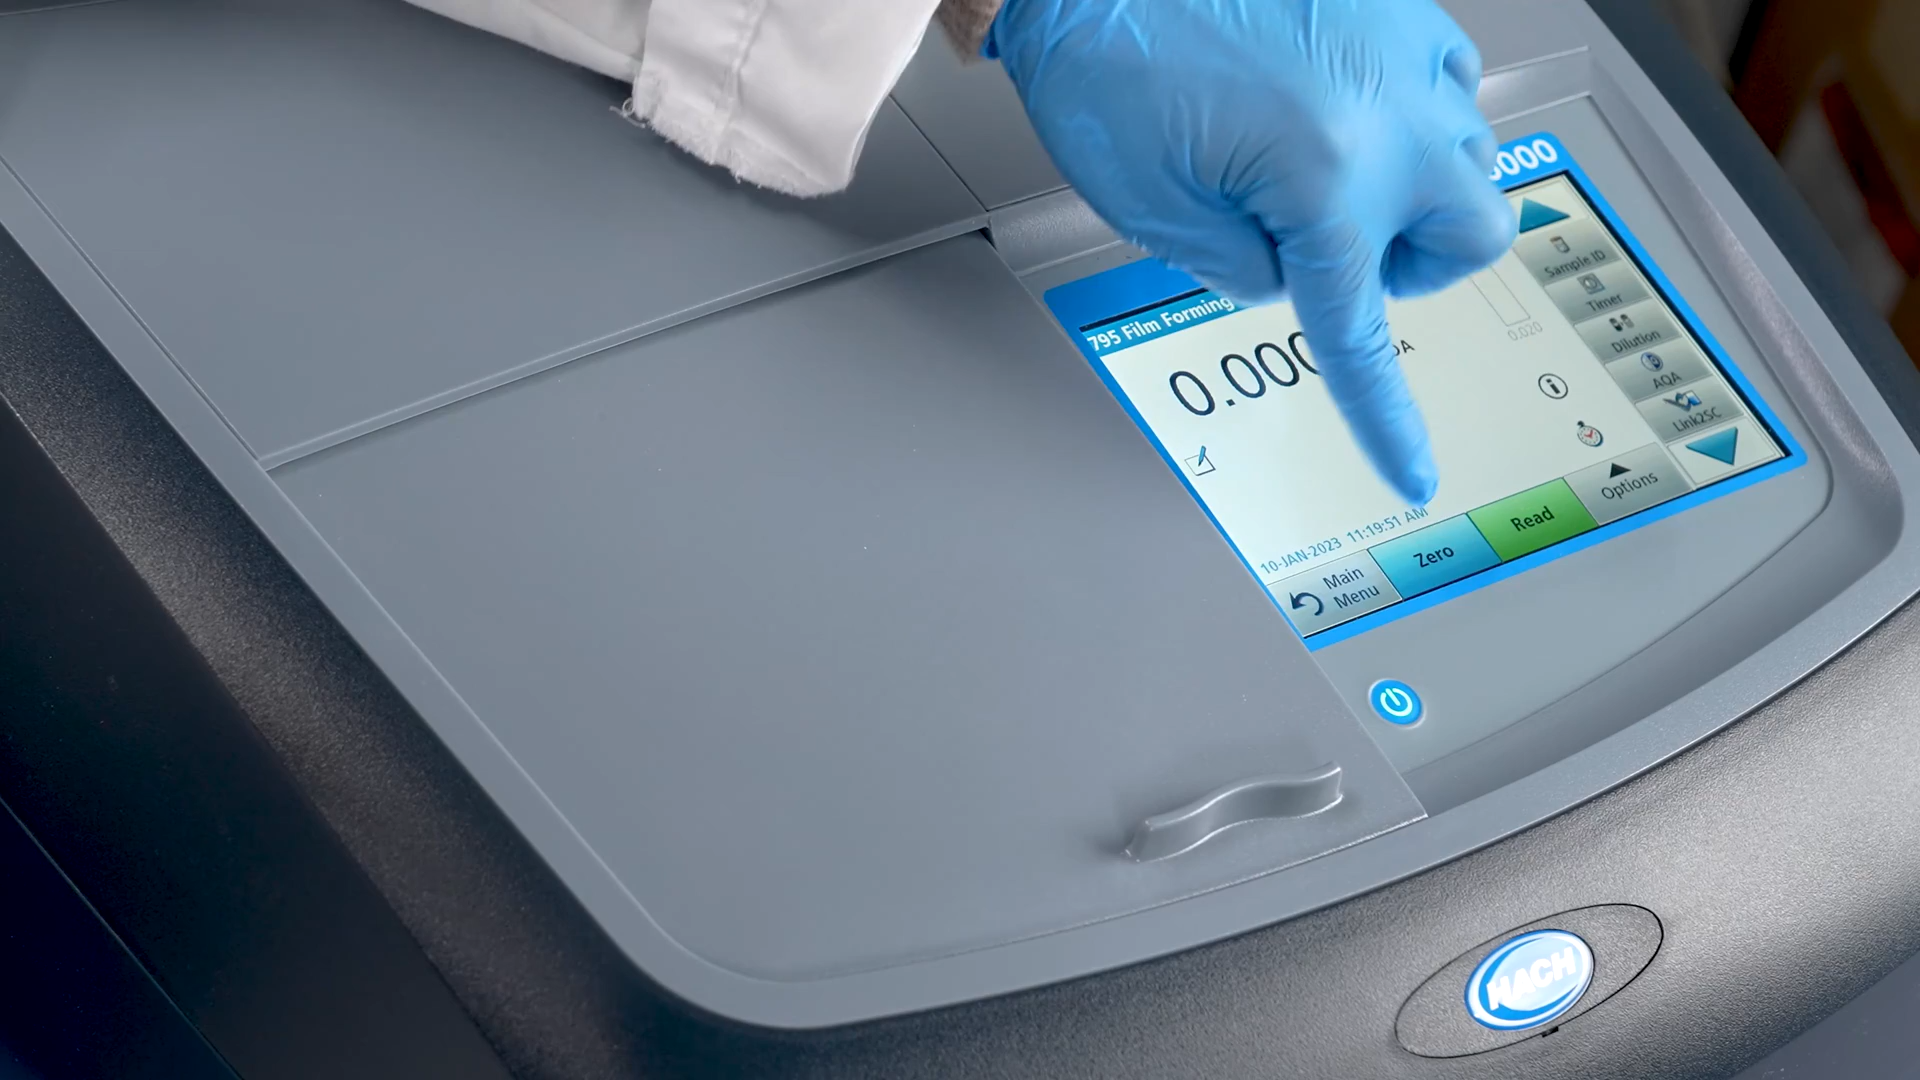 000
795 Film Forming
0.000
0.020
Sample ID
Timer
Dilution
AQA
Link2SC
10-JAN-2023 11:19:51 AM
Main
Menu
Zero
Read
Options
HACH